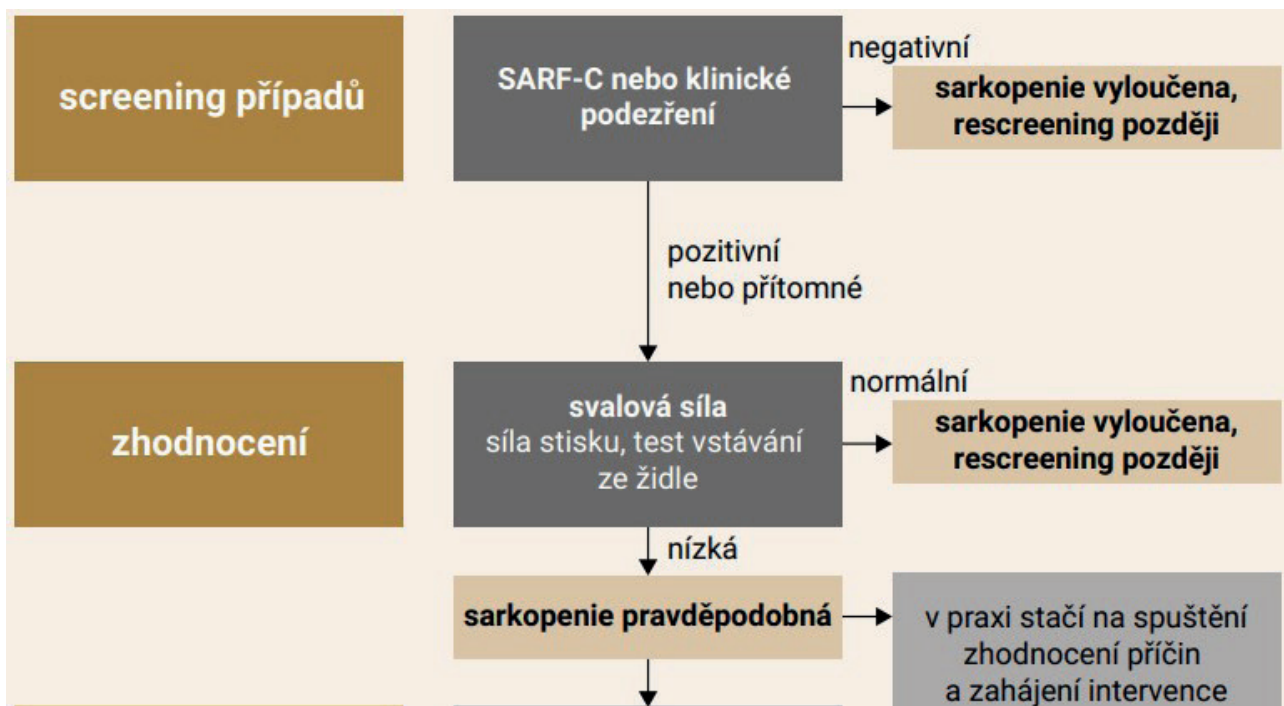 screening případů
SARF-C nebo klinické
podezření
negativní
sarkopenie vyloučena,
rescreening později
pozitivní
nebo přítomné
zhodnocení
svalová síla
síla stisku, test vstávání
ze židle
normální
sarkopenie vyloučena,
rescreening později
nízká
sarkopenie pravděpodobná
v praxi stačí na spuštění
zhodnocení příčin
a zahájení intervence